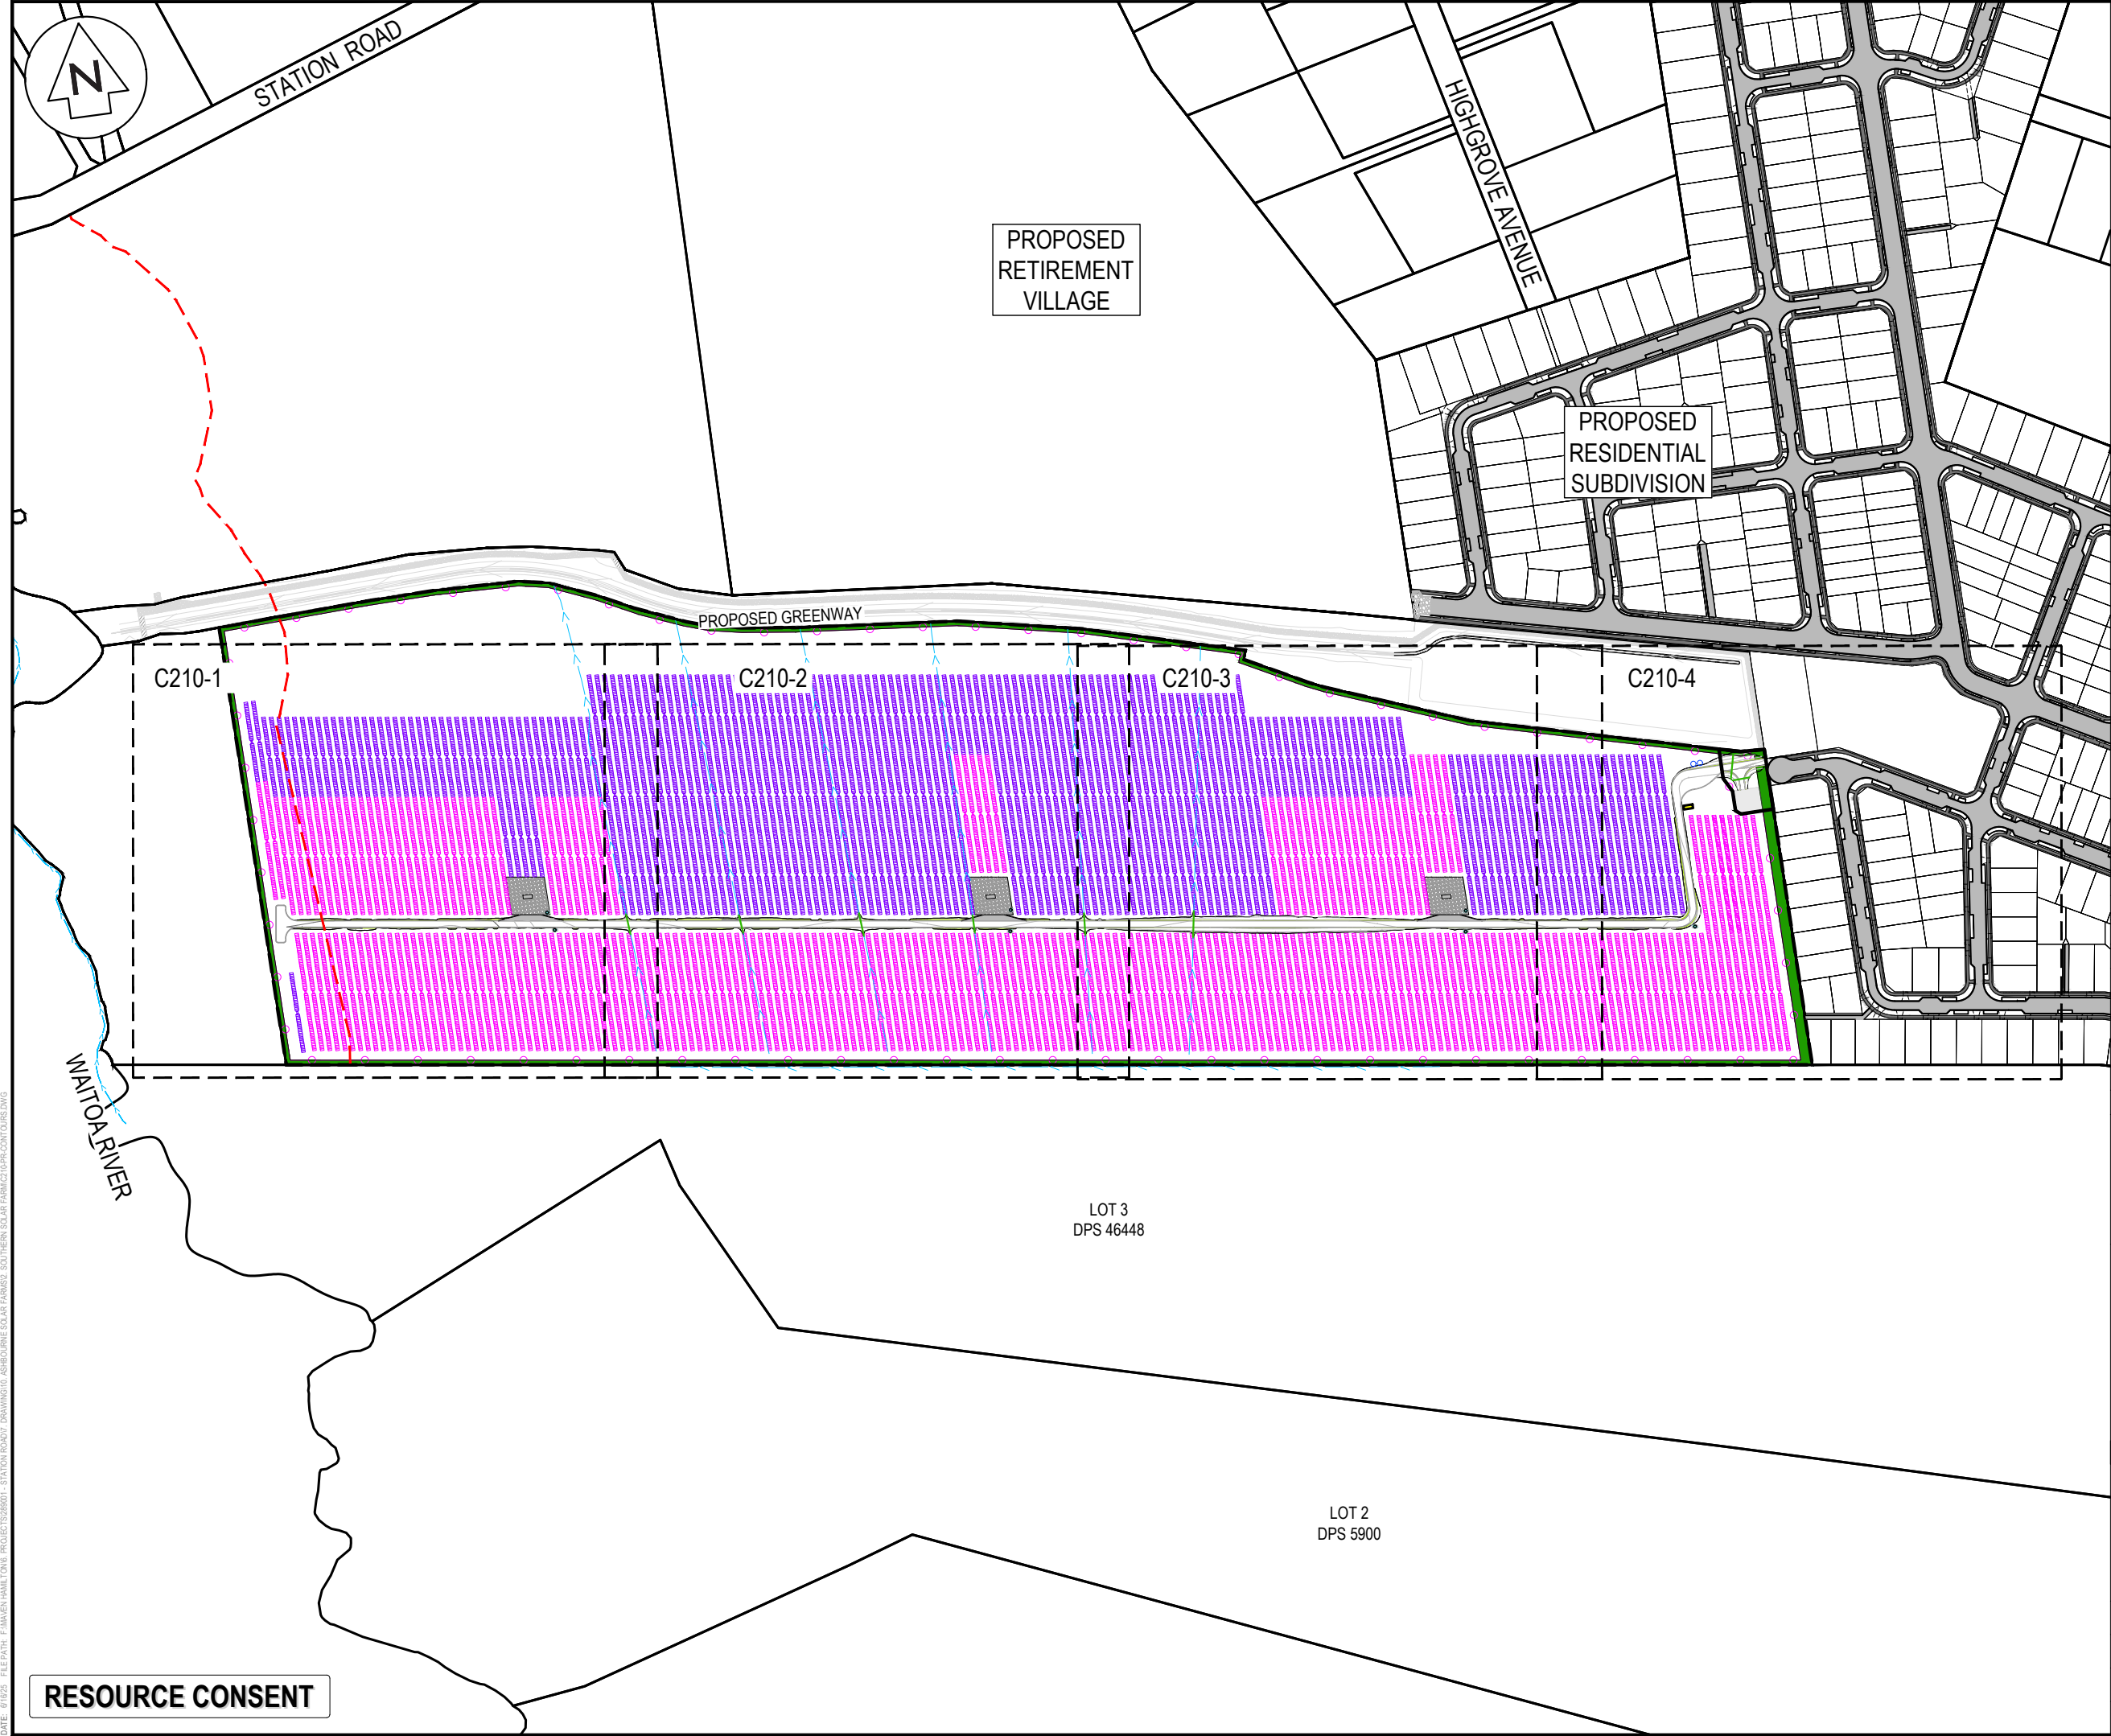 N
STATION ROAD
HIGHGROVE AVENUE
PROPOSED
RETIREMENT
VILLAGE
PROPOSED
RESIDENTIAL
SUBDIVISION
PROPOSED GREENWAY
C210-1
C210-2
C210-3
C210-4
WAITOA RIVER
LOT 3
DPS 46448
LOT 2
DPS 5900
RESOURCE CONSENT